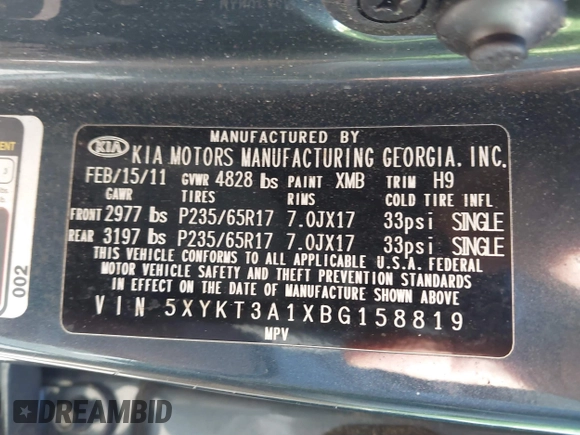 MANUFACTURED BY
KIA KIA MOTORS MANUFACTURING GEORGIA. INC.
FEB/15/11 GVWR 4828 lbs PAINT XMB TRIM H9
GAWR TIRES RIMS COLD TIRE INFL
FRONT 2977 lbs P235/65R17 7.0JX17 33psi SINGLE
REAR 3197 lbs P235/65R17 7.0JX17 33psi SINGLE
THIS VEHICLE CONFORMS TO ALL APPLICABLE U.S.A. FEDERAL
MOTOR VEHICLE SAFETY AND THEFT PREVENTION STANDARDS
IN EFFECT ON THE DATE OF MANUFACTURE SHOWN ABOVE
VIN 5XYKT3A1XBG158819
MPV
002
DREAMBID